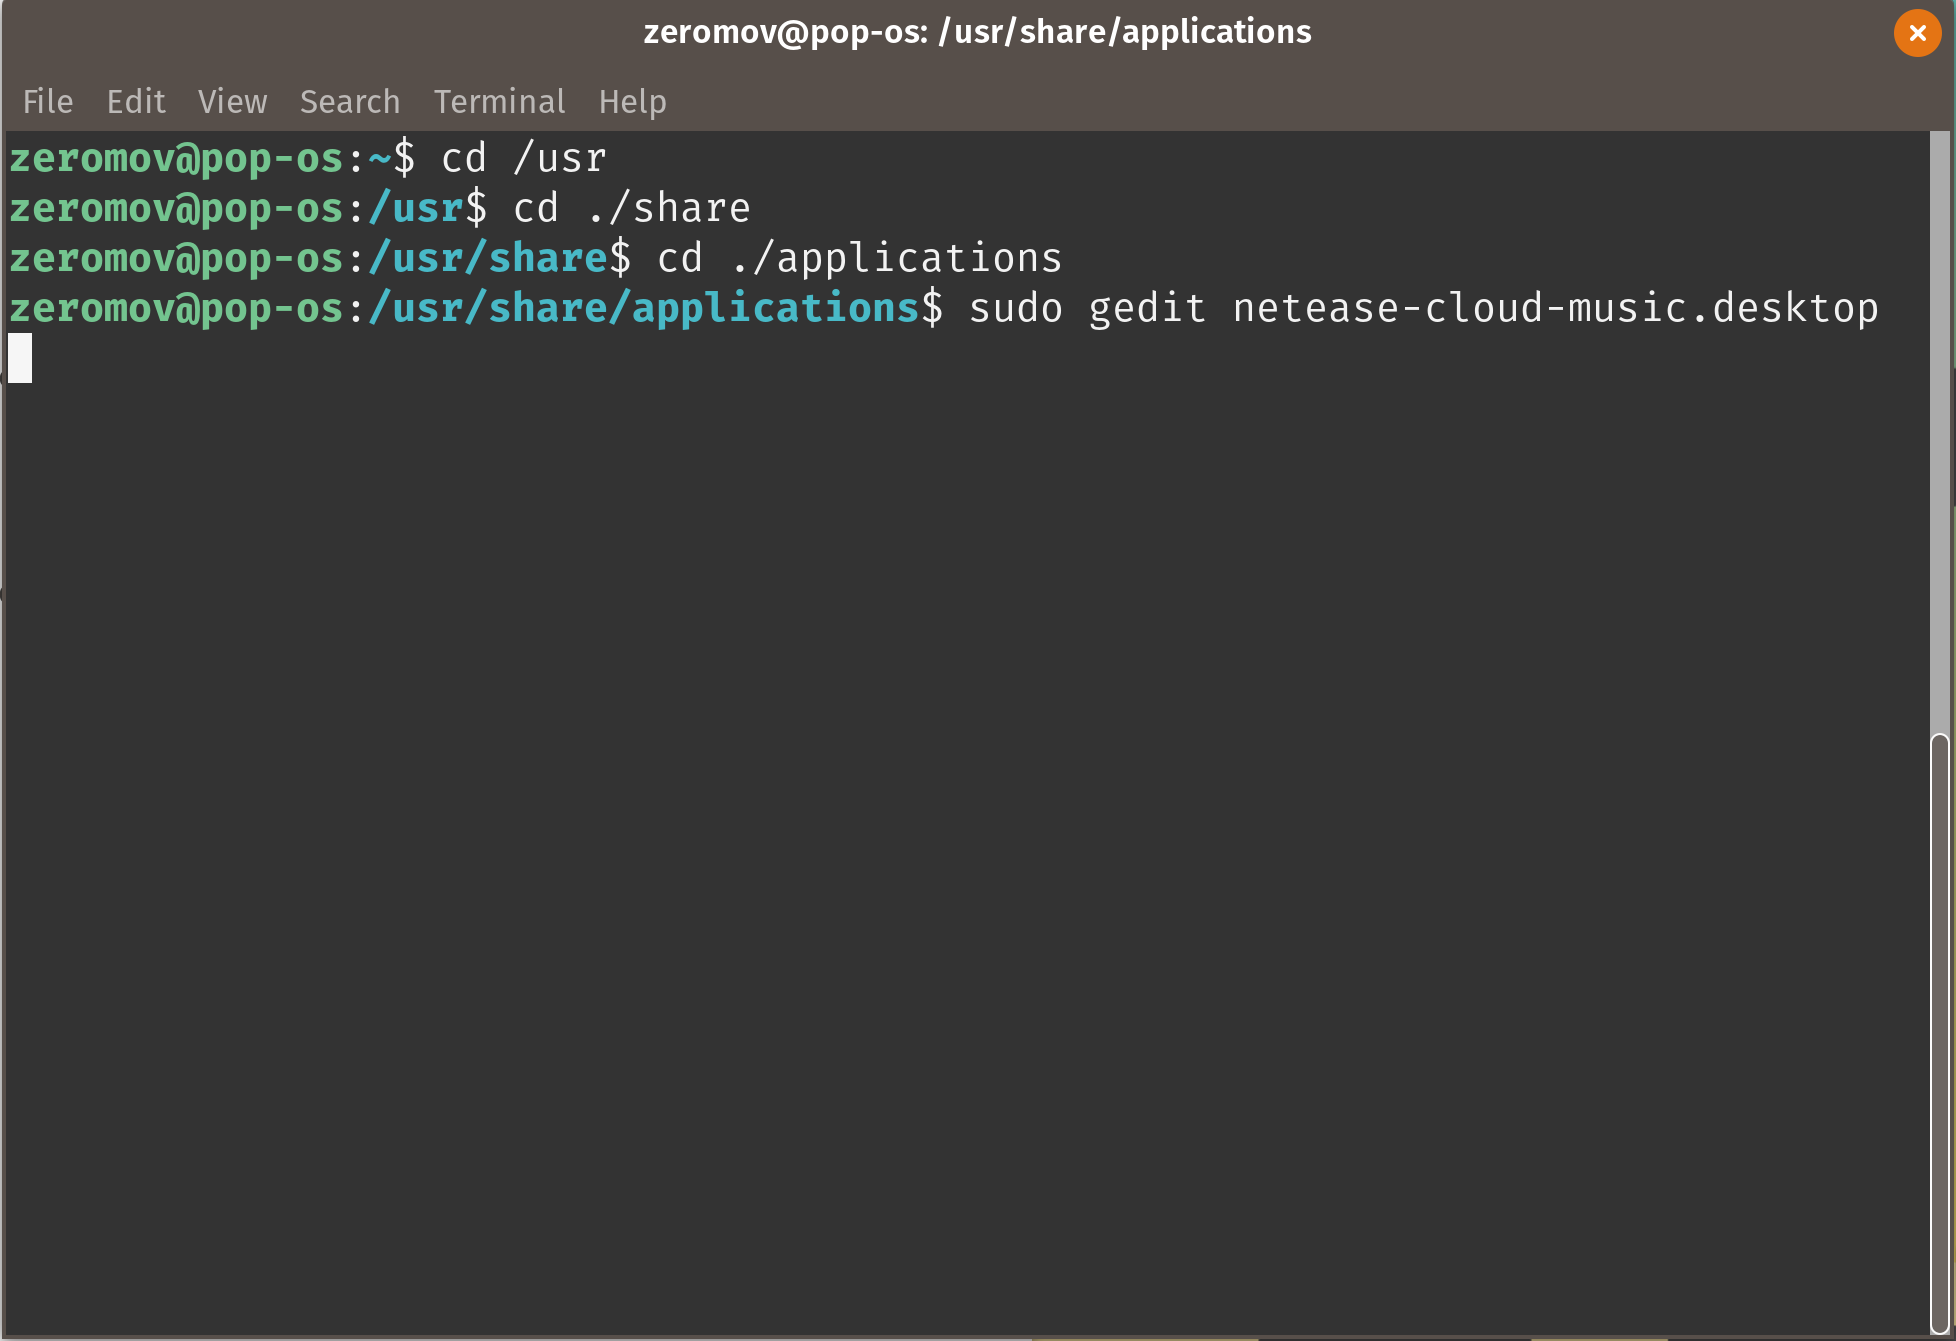 zeromov@pop-os: /usr/share/applications
File Edit View Search Terminal Help
zeromov@pop-os:~$ cd /usr
zeromov@pop-os:/usr$ cd ./share
zeromov@pop-os:/usr/share$ cd ./applications
zeromov@pop-os:/usr/share/applications$ sudo gedit netease-cloud-music.desktop